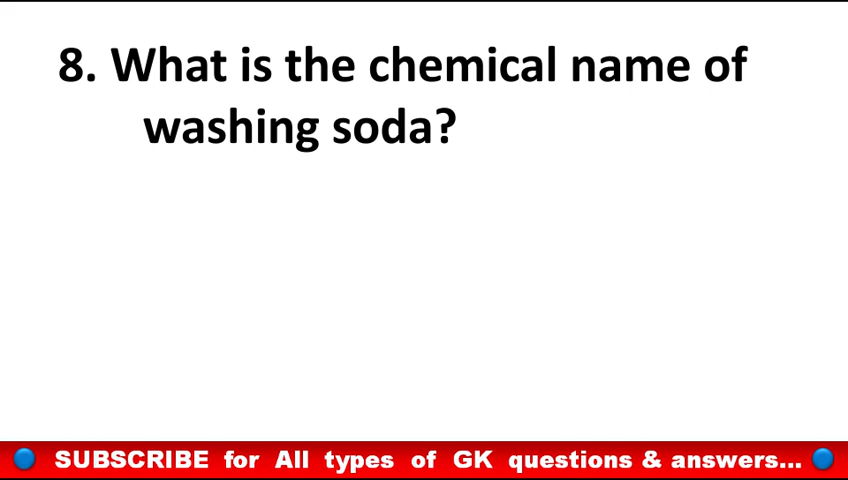 8. What is the chemical name of
washing soda?
SUBSCRIBE for All types of GK questions & answers...